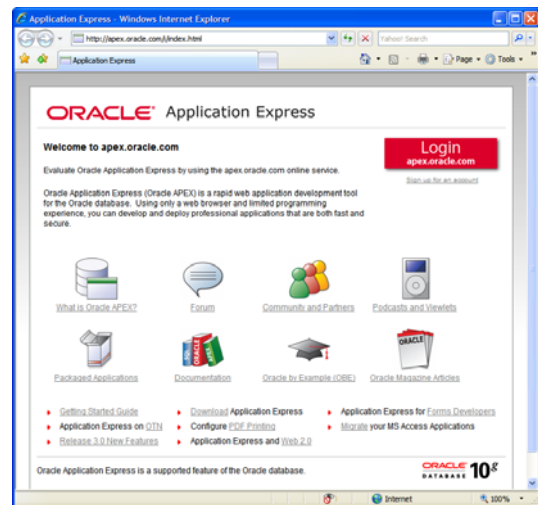 Application Express - Windows Internet Explorer
http://apex.oracle.com/i/index.html
Yahoo! Search
Application Express
Page
Tools
ORACLE Application Express
Welcome to apex.oracle.com
Login
apex.oracle.com
Sign up for an account
Evaluate Oracle Application Express by using the apex.oracle.com online service.
Oracle Application Express (Oracle APEX) is a rapid web application development tool
for the Oracle database. Using only a web browser and limited programming
experience, you can develop and deploy professional applications that are both fast and
secure.
What is Oracle APEX?
Forum
Community and Partners
Podcasts and Viewlets
ORACLE
ORACLE
Packaged Applications
Documentation
Oracle by Example (OBE)
Oracle Magazine Articles
Getting Started Guide
Download Application Express
Application Express for Forms Developers
Application Express on OTN
Configure PDF Printing
Migrate your MS Access Applications
Release 3.0 New Features
Application Express and Web 2.0
Oracle Application Express is a supported feature of the Oracle database.
ORACLE 10g
DATABASE
Internet
100%